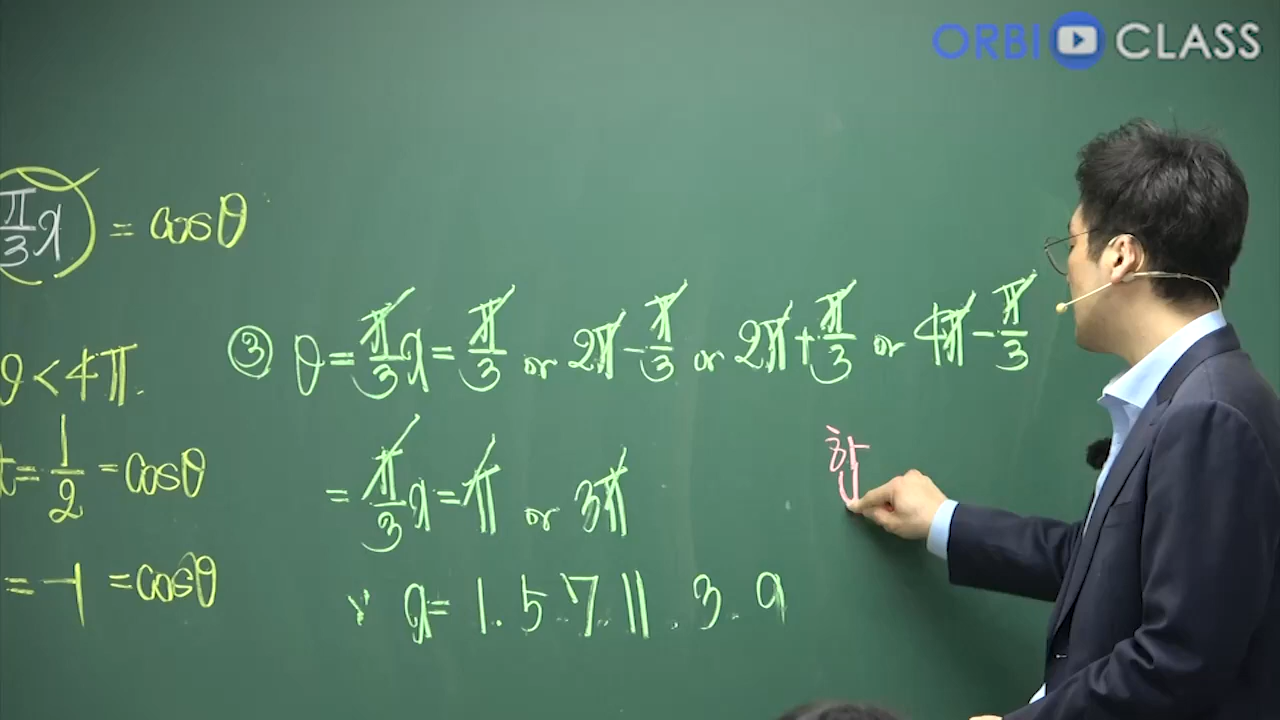 ORBI CLASS
π/3 x) = cosθ
θ < 4π.
t = 1/2 = cosθ
= -1 = cosθ
③ θ = π/3 x = π/3 or 2π - π/3 or 2π + π/3 or 4π - π/3
= π/3 x = π or 3π
x = 1. 5. 7. 11. 3. 9
합